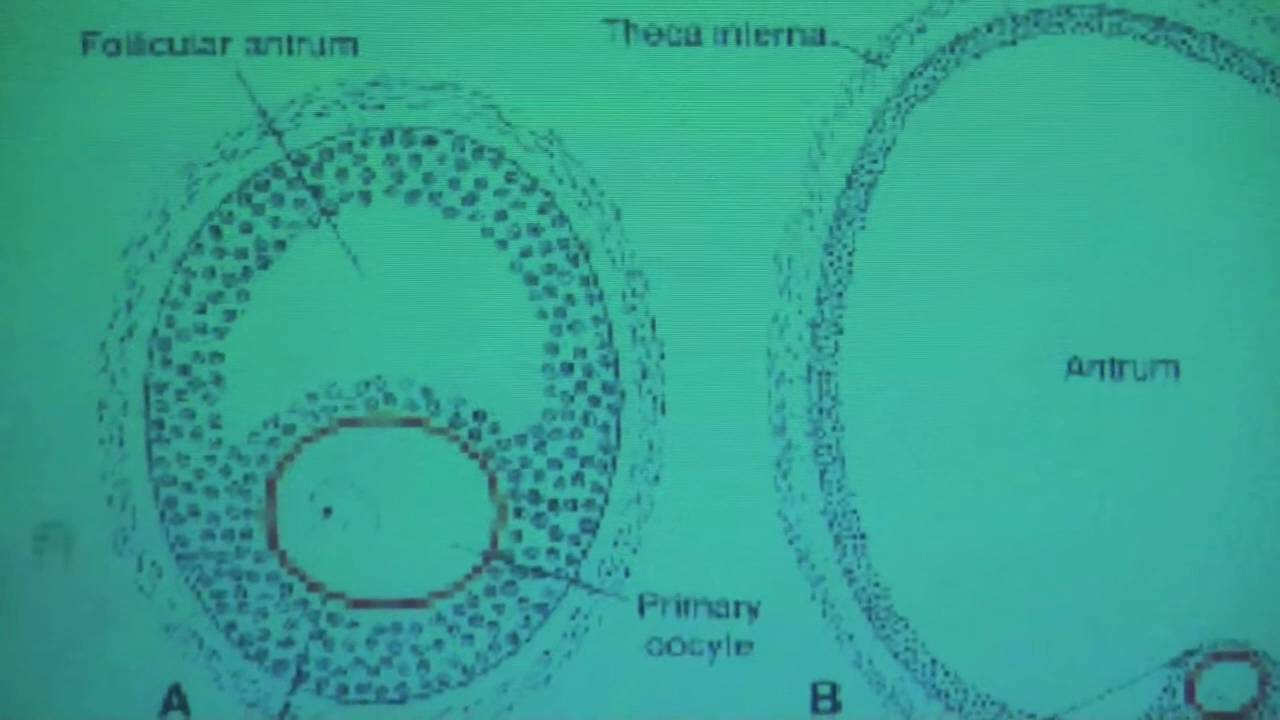 Follicular antrum
Theca interna
Antrum
Primary
oocyte
A
B